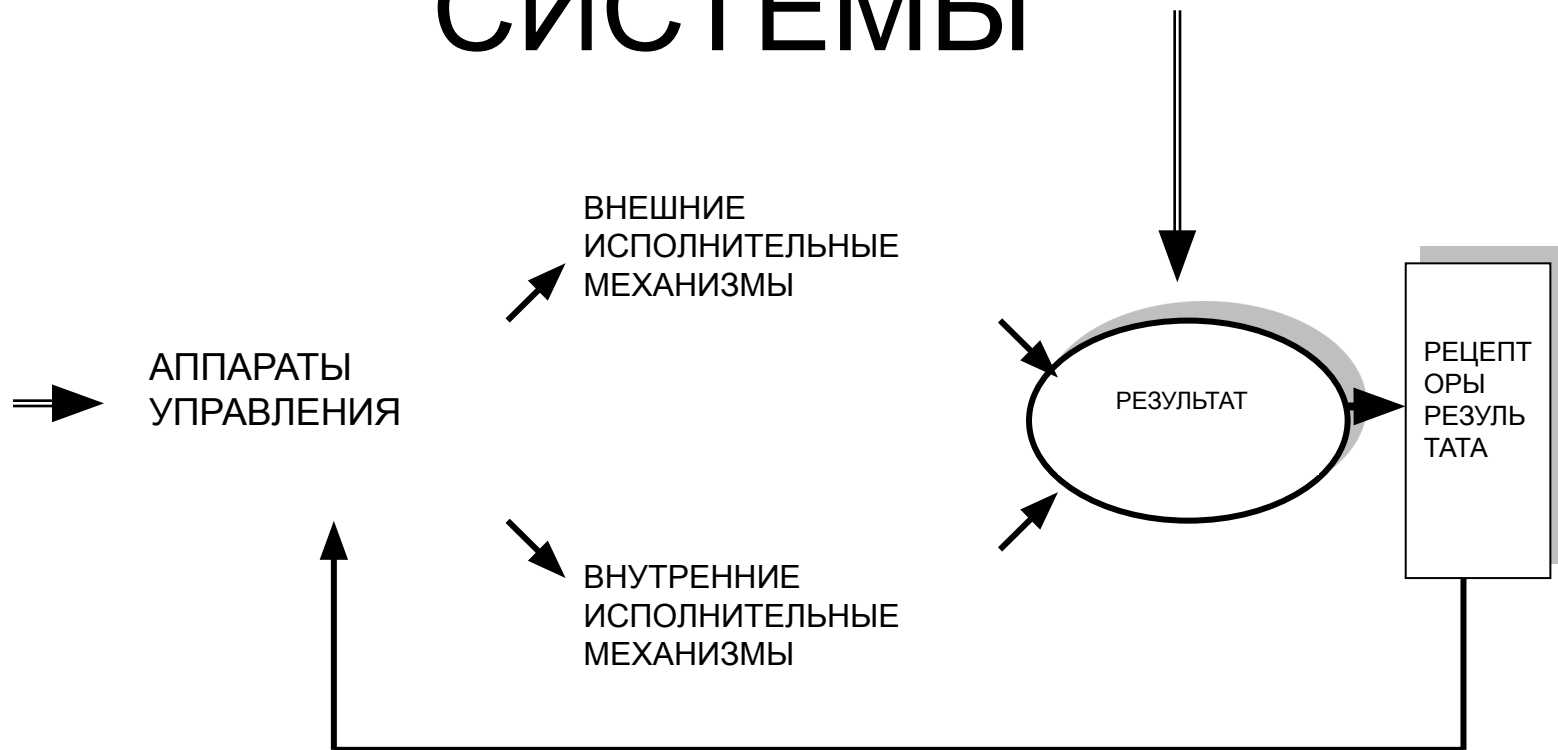 СИСТЕМЫ
ВНЕШНИЕ
ИСПОЛНИТЕЛЬНЫЕ
МЕХАНИЗМЫ
АППАРАТЫ
УПРАВЛЕНИЯ
РЕЗУЛЬТАТ
РЕЦЕПТ
ОРЫ
РЕЗУЛЬ
ТАТА
ВНУТРЕННИЕ
ИСПОЛНИТЕЛЬНЫЕ
МЕХАНИЗМЫ